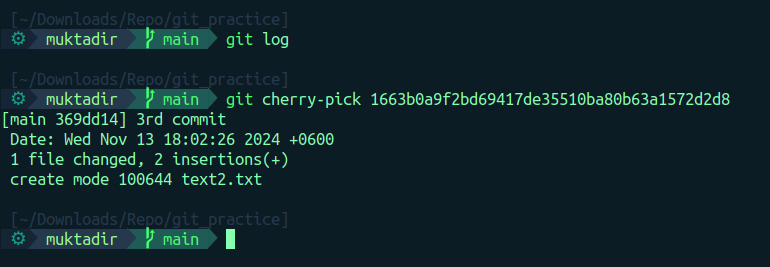 [~/Downloads/Repo/git_practice]
muktadir main git log
[~/Downloads/Repo/git_practice]
muktadir main git cherry-pick 1663b0a9f2bd69417de35510ba80b63a1572d2d8
[main 369dd14] 3rd commit
Date: Wed Nov 13 18:02:26 2024 +0600
1 file changed, 2 insertions(+)
create mode 100644 text2.txt
[~/Downloads/Repo/git_practice]
muktadir main